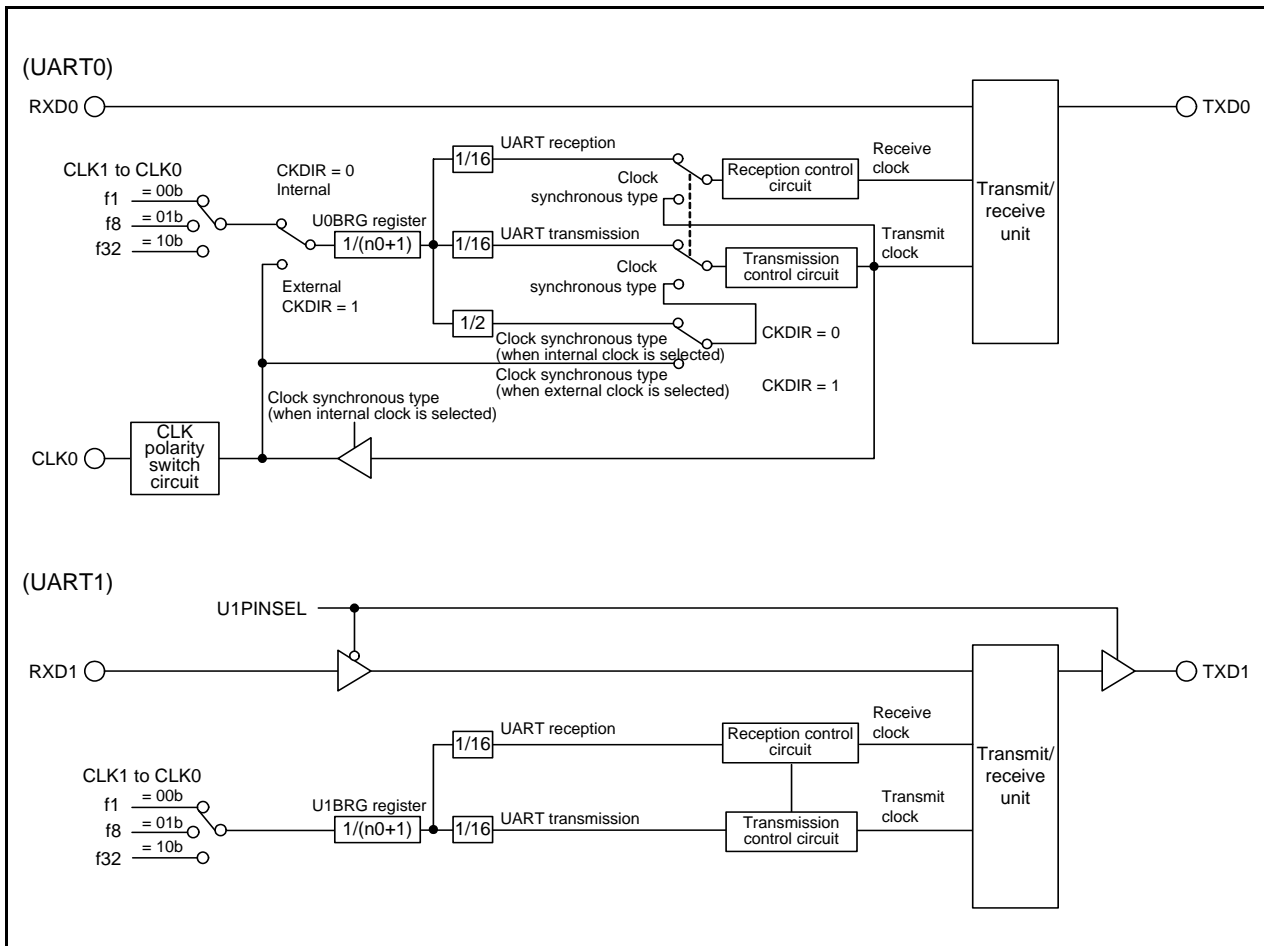 (UART0)
RXD0
TXD0
CLK1 to CLK0
f1
= 00b
f8
= 01b
f32
= 10b
CKDIR = 0
Internal
External
CKDIR = 1
U0BRG register
1/(n0+1)
1/16
UART reception
Clock
synchronous type
1/16
UART transmission
Clock
synchronous type
1/2
Clock synchronous type
(when internal clock is selected)
Clock synchronous type
(when external clock is selected)
CKDIR = 0
CKDIR = 1
Reception control
circuit
Receive
clock
Transmission
control circuit
Transmit
clock
Transmit/
receive
unit
Clock synchronous type
(when internal clock is selected)
CLK0
CLK
polarity
switch
circuit
(UART1)
U1PINSEL
RXD1
TXD1
CLK1 to CLK0
f1
= 00b
f8
= 01b
f32
= 10b
U1BRG register
1/(n0+1)
1/16
UART reception
1/16
UART transmission
Reception control
circuit
Receive
clock
Transmission
control circuit
Transmit
clock
Transmit/
receive
unit